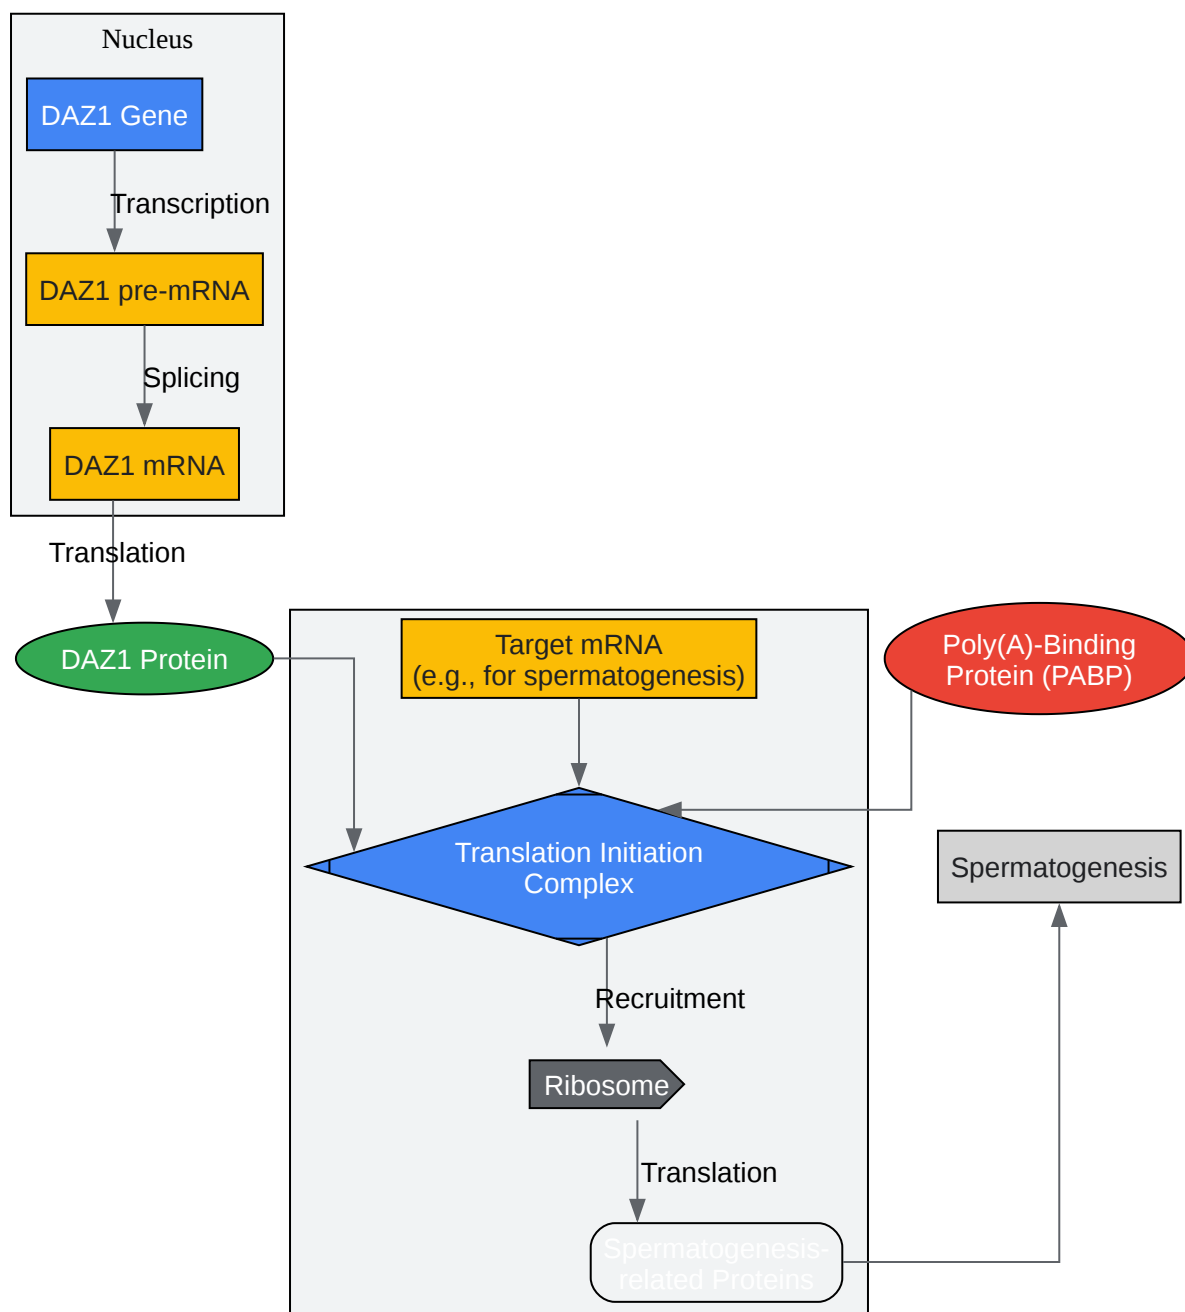 Nucleus
DAZ1 Gene
Transcription
DAZ1 pre-mRNA
Splicing
DAZ1 mRNA
Translation
DAZ1 Protein
Target mRNA
(e.g., for spermatogenesis)
Poly(A)-Binding
Protein (PABP)
Translation Initiation
Complex
Spermatogenesis
Recruitment
Ribosome
Translation
Spermatogenesis-
related Proteins